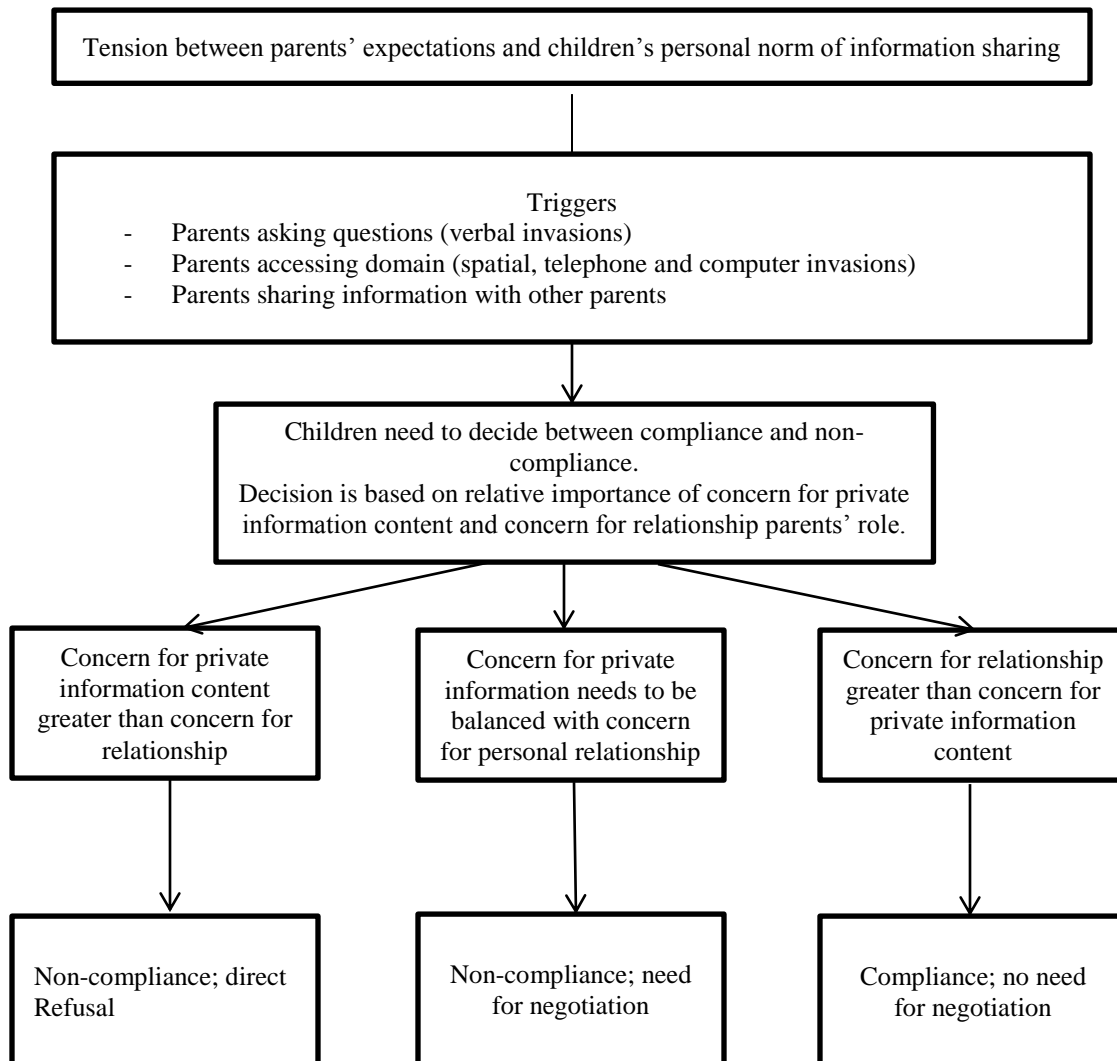 Tension between parents’ expectations and children’s personal norm of information sharing
Triggers
- Parents asking questions (verbal invasions)
- Parents accessing domain (spatial, telephone and computer invasions)
- Parents sharing information with other parents
Children need to decide between compliance and non-
compliance.
Decision is based on relative importance of concern for private
information content and concern for relationship parents’ role.
Concern for private
information content
greater than concern for
relationship
Concern for private
information needs to be
balanced with concern
for personal relationship
Concern for relationship
greater than concern for
private information
content
Non-compliance; direct
Refusal
Non-compliance; need
for negotiation
Compliance; no need
for negotiation